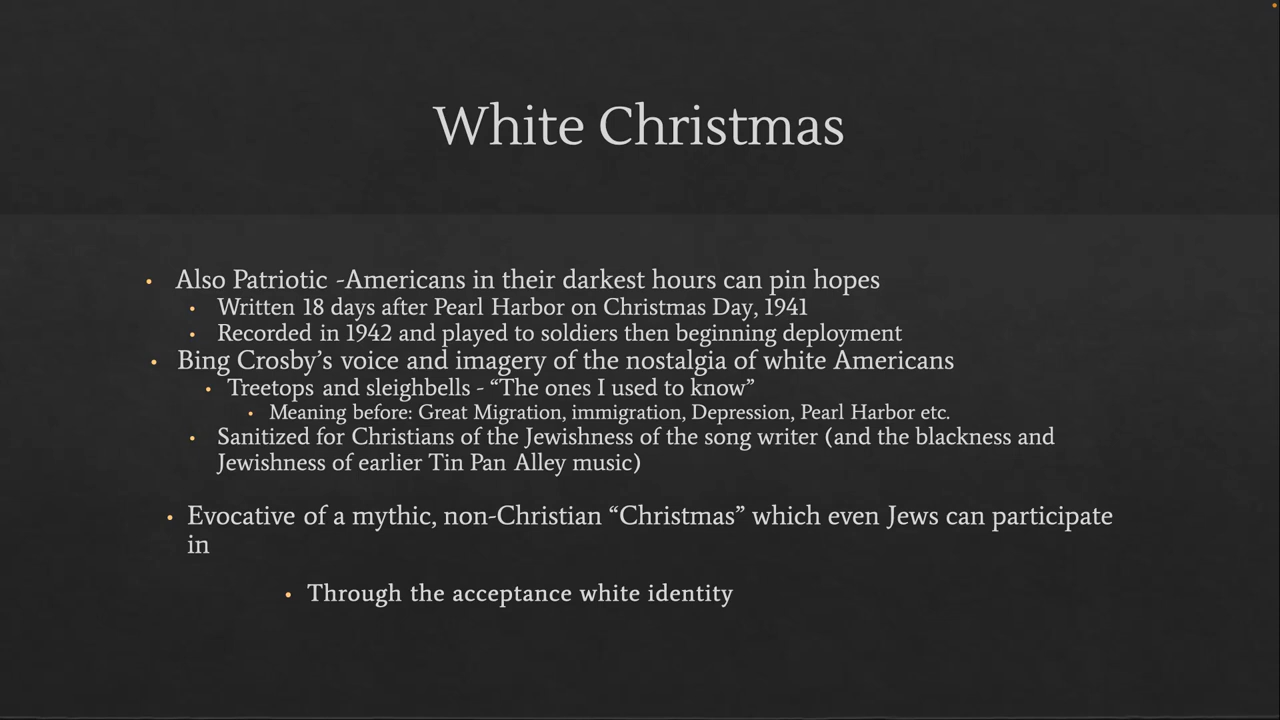 White Christmas
• Also Patriotic -Americans in their darkest hours can pin hopes
• Written 18 days after Pearl Harbor on Christmas Day, 1941
• Recorded in 1942 and played to soldiers then beginning deployment
• Bing Crosby’s voice and imagery of the nostalgia of white Americans
• Treetops and sleighbells - “The ones I used to know”
• Meaning before: Great Migration, immigration, Depression, Pearl Harbor etc.
• Sanitized for Christians of the Jewishness of the song writer (and the blackness and
Jewishness of earlier Tin Pan Alley music)
• Evocative of a mythic, non-Christian “Christmas” which even Jews can participate
in
• Through the acceptance white identity